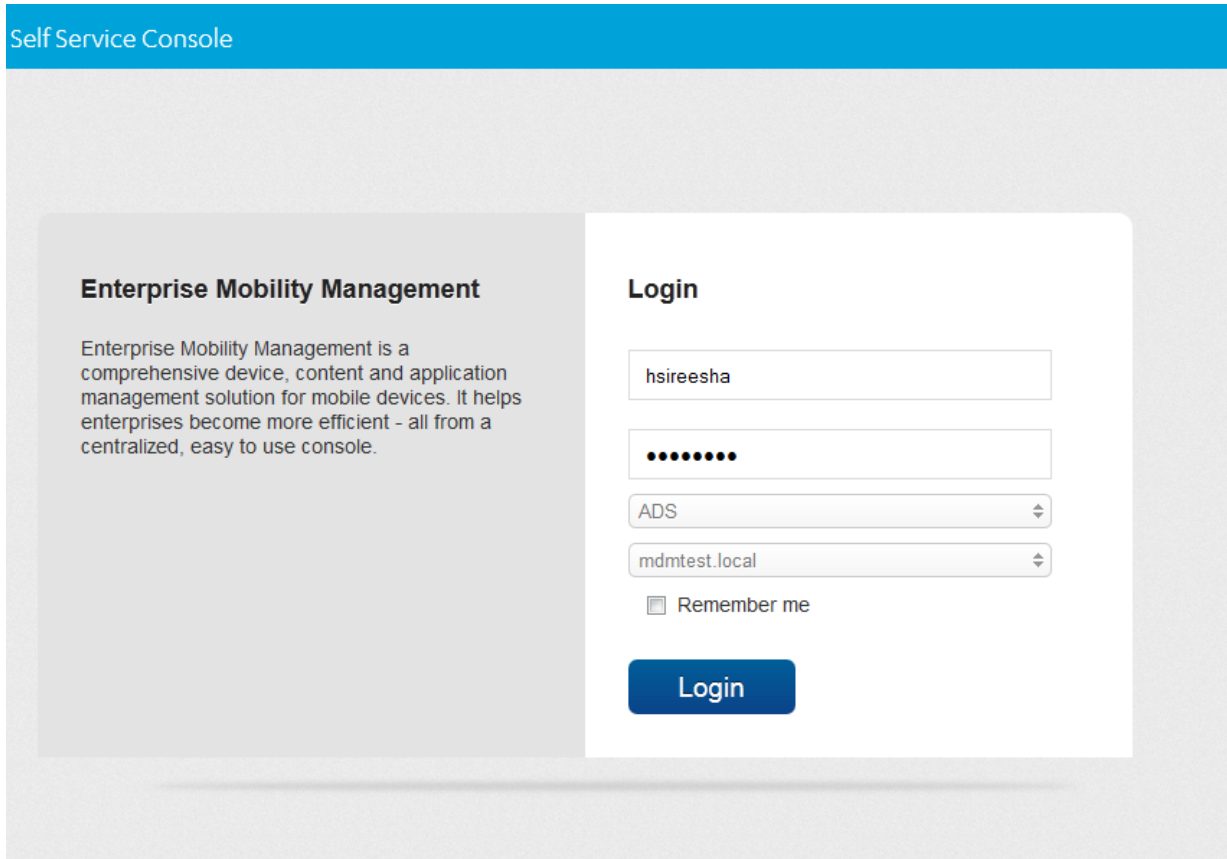 Self Service Console
Enterprise Mobility Management
Enterprise Mobility Management is a
comprehensive device, content and application
management solution for mobile devices. It helps
enterprises become more efficient - all from a
centralized, easy to use console.
Login
hsireesha
••••••••
ADS
mdmtest.local
Remember me
Login